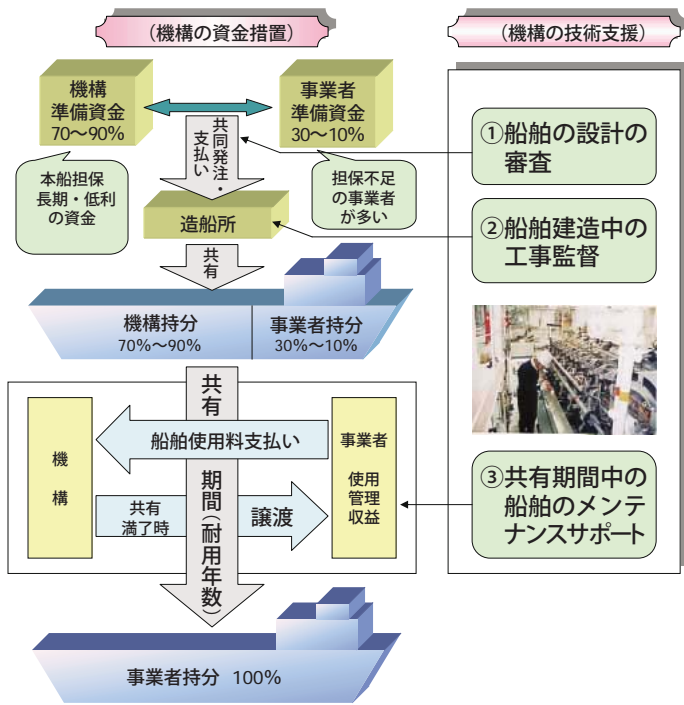 (機構の資金措置)
機構
準備資金
70〜90%
事業者
準備資金
30〜10%
共同発注・
支払い
本船担保
長期・低利
の資金
担保不足
の事業者
が多い
造船所
共有
機構持分
70%〜90%
事業者持分
30%〜10%
共有
期間(耐用年数)
機
構
船舶使用料支払い
事業者
使用
管理
収益
共有
満了時
譲渡
事業者持分 100%
(機構の技術支援)
①船舶の設計の
審査
②船舶建造中の
工事監督
③共有期間中の
船舶のメンテ
ナンスサポート